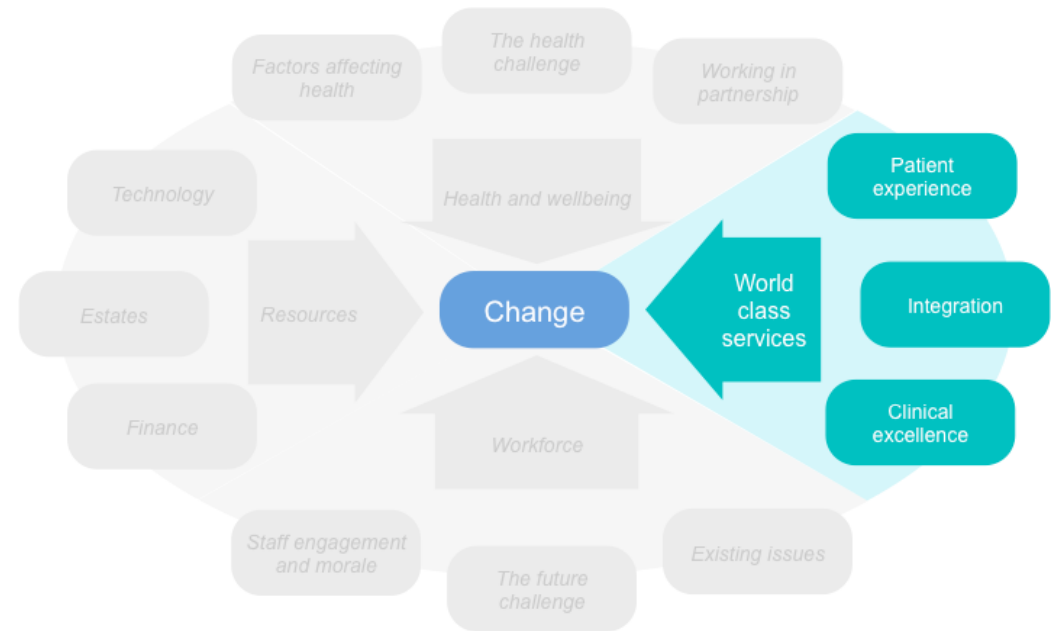 The health
challenge
Factors affecting
health
Working in
partnership
Patient
experience
Technology
Health and wellbeing
World
class
services
Integration
Estates
Resources
Change
Clinical
excellence
Finance
Workforce
Staff engagement
and morale
The future
challenge
Existing issues